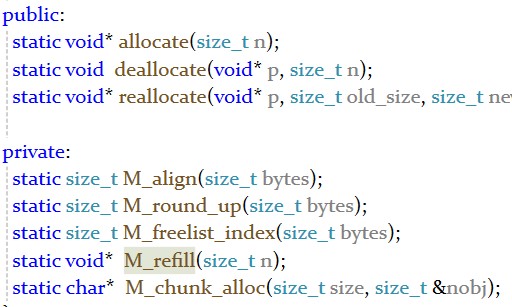 public:
static void* allocate(size_t n);
static void  deallocate(void* p, size_t n);
static void* reallocate(void* p, size_t old_size, size_t
private:
static size_t M_align(size_t bytes);
static size_t M_round_up(size_t bytes);
static size_t M_freelist_index(size_t bytes);
static void*  M_refill(size_t n);
static char*  M_chunk_alloc(size_t size, size_t &nobj);